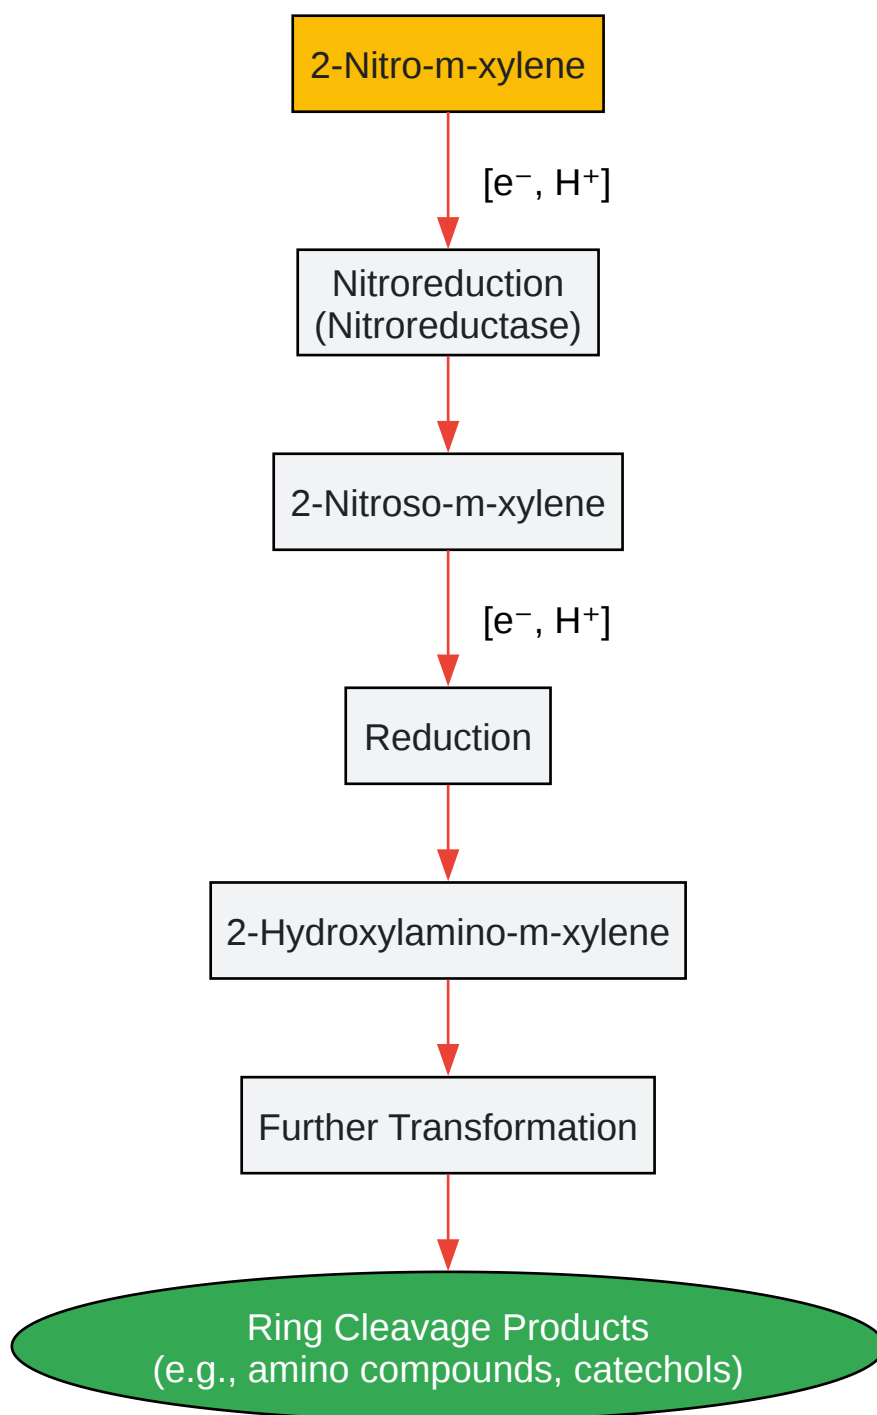 2-Nitro-m-xylene
[e⁻, H⁺]
Nitroreduction
(Nitroreductase)
2-Nitroso-m-xylene
[e⁻, H⁺]
Reduction
2-Hydroxylamino-m-xylene
Further Transformation
Ring Cleavage Products
(e.g., amino compounds, catechols)